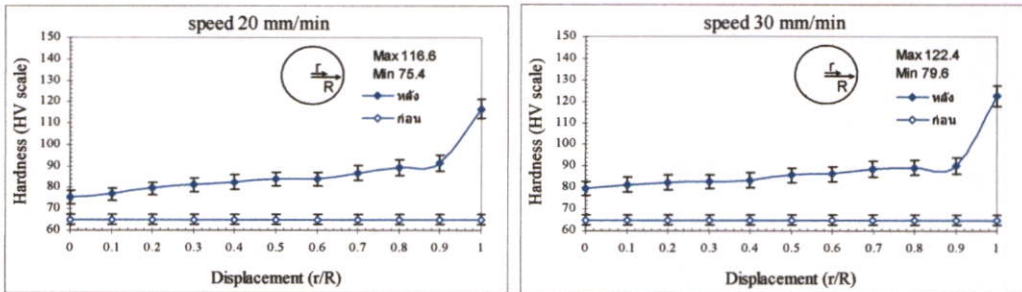 speed 20 mm/min
Hardness (HV scale)
150
140
130
120
110
100
90
80
70
60
r
R
Max 116.6
Min 75.4
หลัง
ก่อน
0 0.1 0.2 0.3 0.4 0.5 0.6 0.7 0.8 0.9 1
Displacement (r/R)
speed 30 mm/min
Hardness (HV scale)
150
140
130
120
110
100
90
80
70
60
r
R
Max 122.4
Min 79.6
หลัง
ก่อน
0 0.1 0.2 0.3 0.4 0.5 0.6 0.7 0.8 0.9 1
Displacement (r/R)